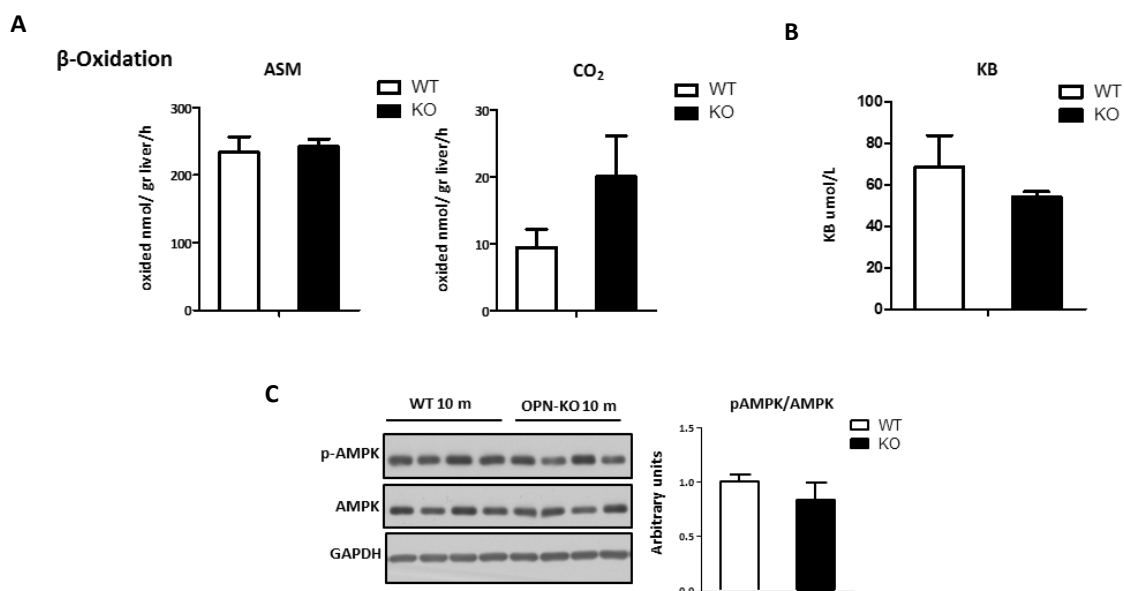 A
β-Oxidation
ASM
WT
KO
oxided nmol/ gr liver/h
300
200
100
0
CO₂
WT
KO
oxided nmol/ gr liver/h
30
20
10
0
B
KB
WT
KO
KB umol/L
100
80
60
40
20
0
C
WT 10 m
OPN-KO 10 m
p-AMPK
AMPK
GAPDH
pAMPK/AMPK
WT
KO
Arbitrary units
1.5
1.0
0.5
0.0